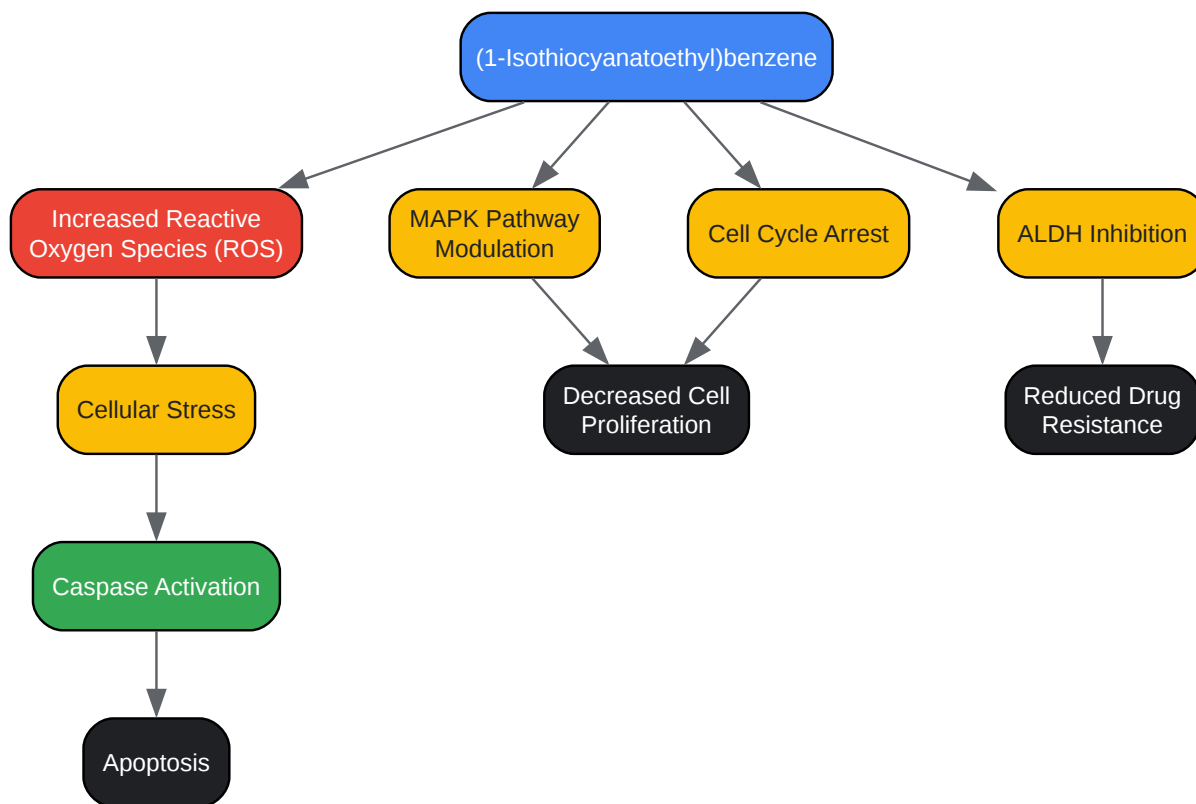 (1-Isothiocyanatoethyl)benzene
Increased Reactive
Oxygen Species (ROS)
MAPK Pathway
Modulation
Cell Cycle Arrest
ALDH Inhibition
Cellular Stress
Decreased Cell
Proliferation
Reduced Drug
Resistance
Caspase Activation
Apoptosis